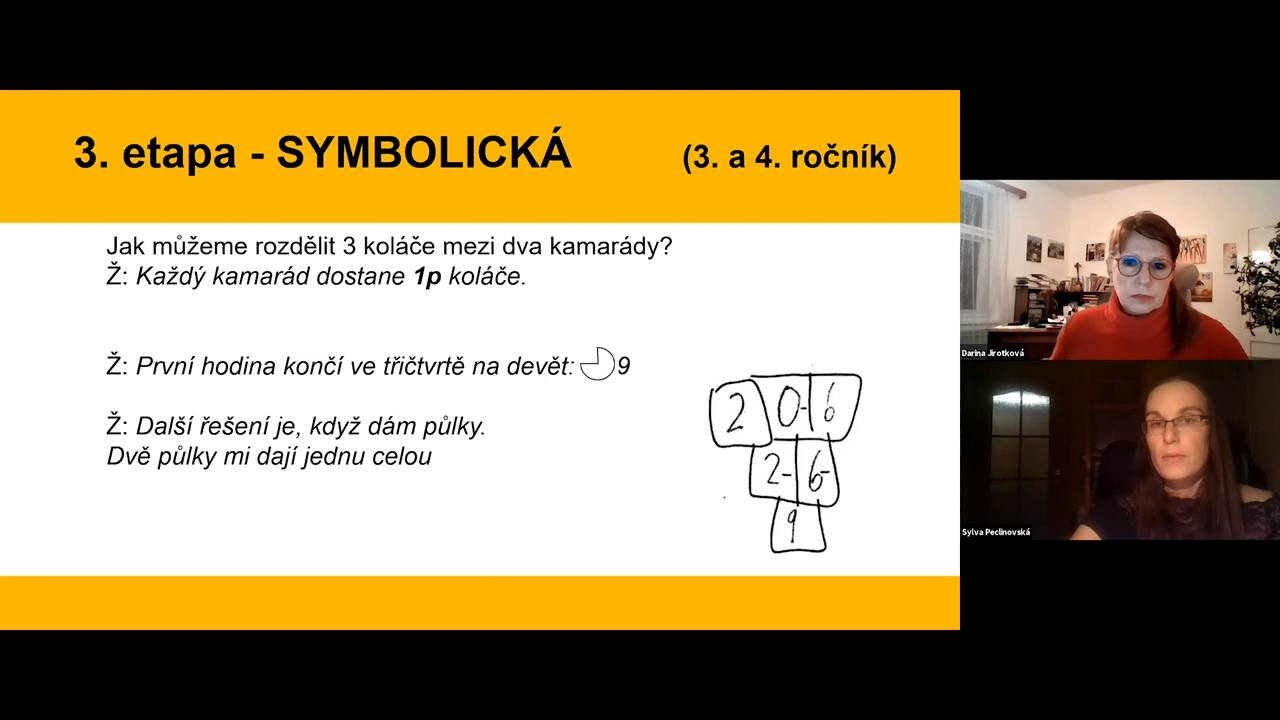 3. etapa - SYMBOLICKÁ (3. a 4. ročník)
Jak můžeme rozdělit 3 koláče mezi dva kamarády?
Ž: Každý kamarád dostane 1p koláče.
Ž: První hodina končí ve třičtvrtě na devět: 9
Ž: Další řešení je, když dám půlky.
Dvě půlky mi dají jednu celou
2 0- 6
2- 6-
9
Darina Jirotková
Sylva Peclinovská